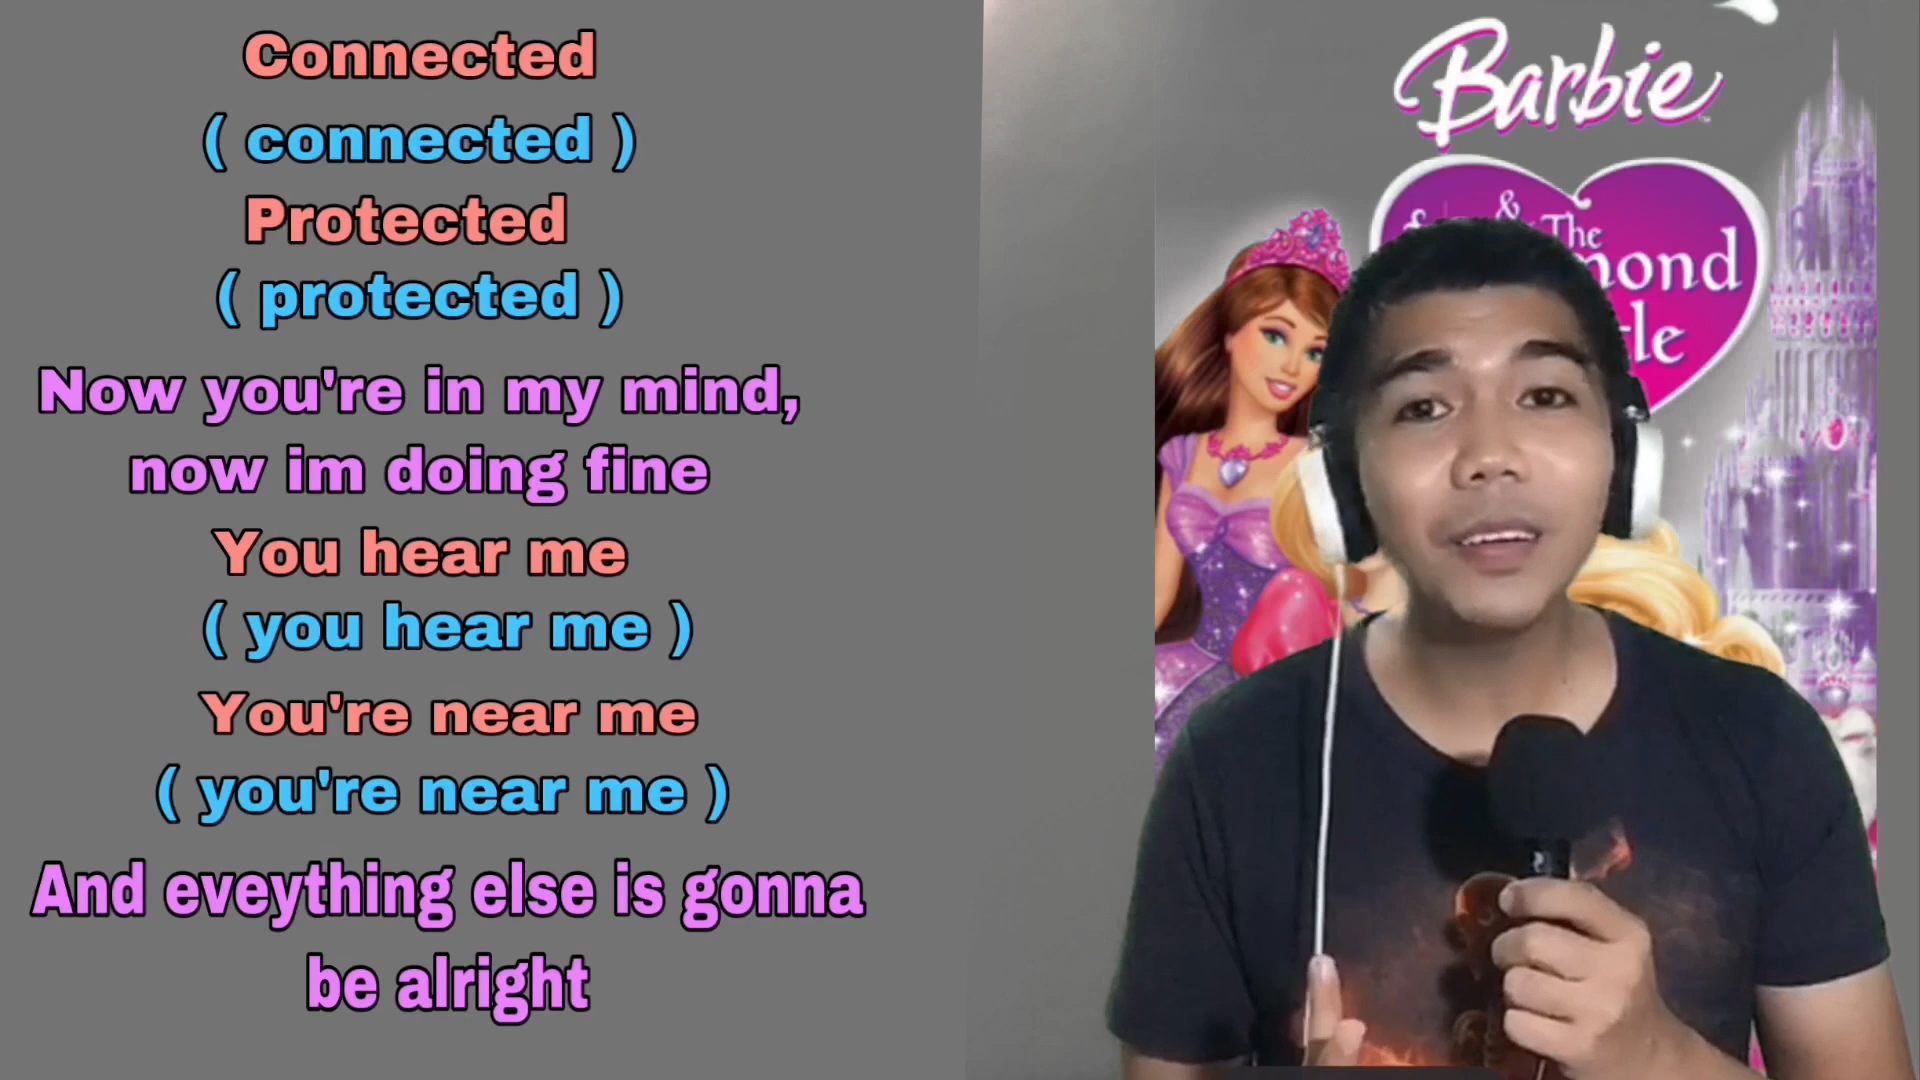 Connected
( connected )
Protected
( protected )
Now you're in my mind,
now im doing fine
You hear me
( you hear me )
You're near me
( you're near me )
And eveything else is gonna
be alright
Barbie
& The